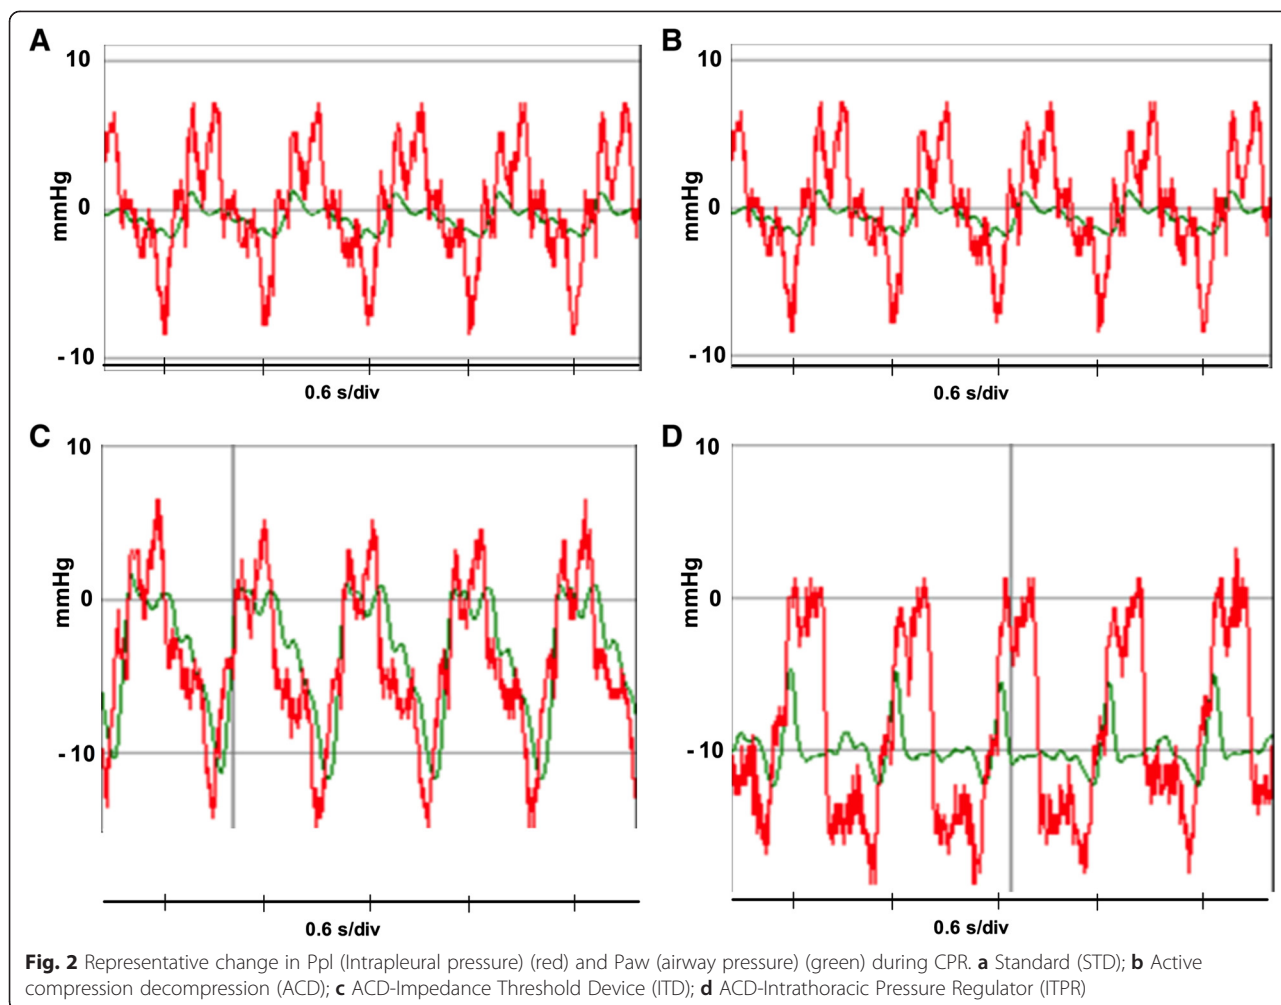 A
10
mmHg
0
- 10
0.6 s/div
B
10
mmHg
0
- 10
0.6 s/div
C
10
mmHg
0
- 10
0.6 s/div
D
10
mmHg
0
- 10
0.6 s/div
Fig. 2 Representative change in Ppl (Intrapleural pressure) (red) and Paw (airway pressure) (green) during CPR. a Standard (STD); b Active
compression decompression (ACD); c ACD-Impedance Threshold Device (ITD); d ACD-Intrathoracic Pressure Regulator (ITPR)